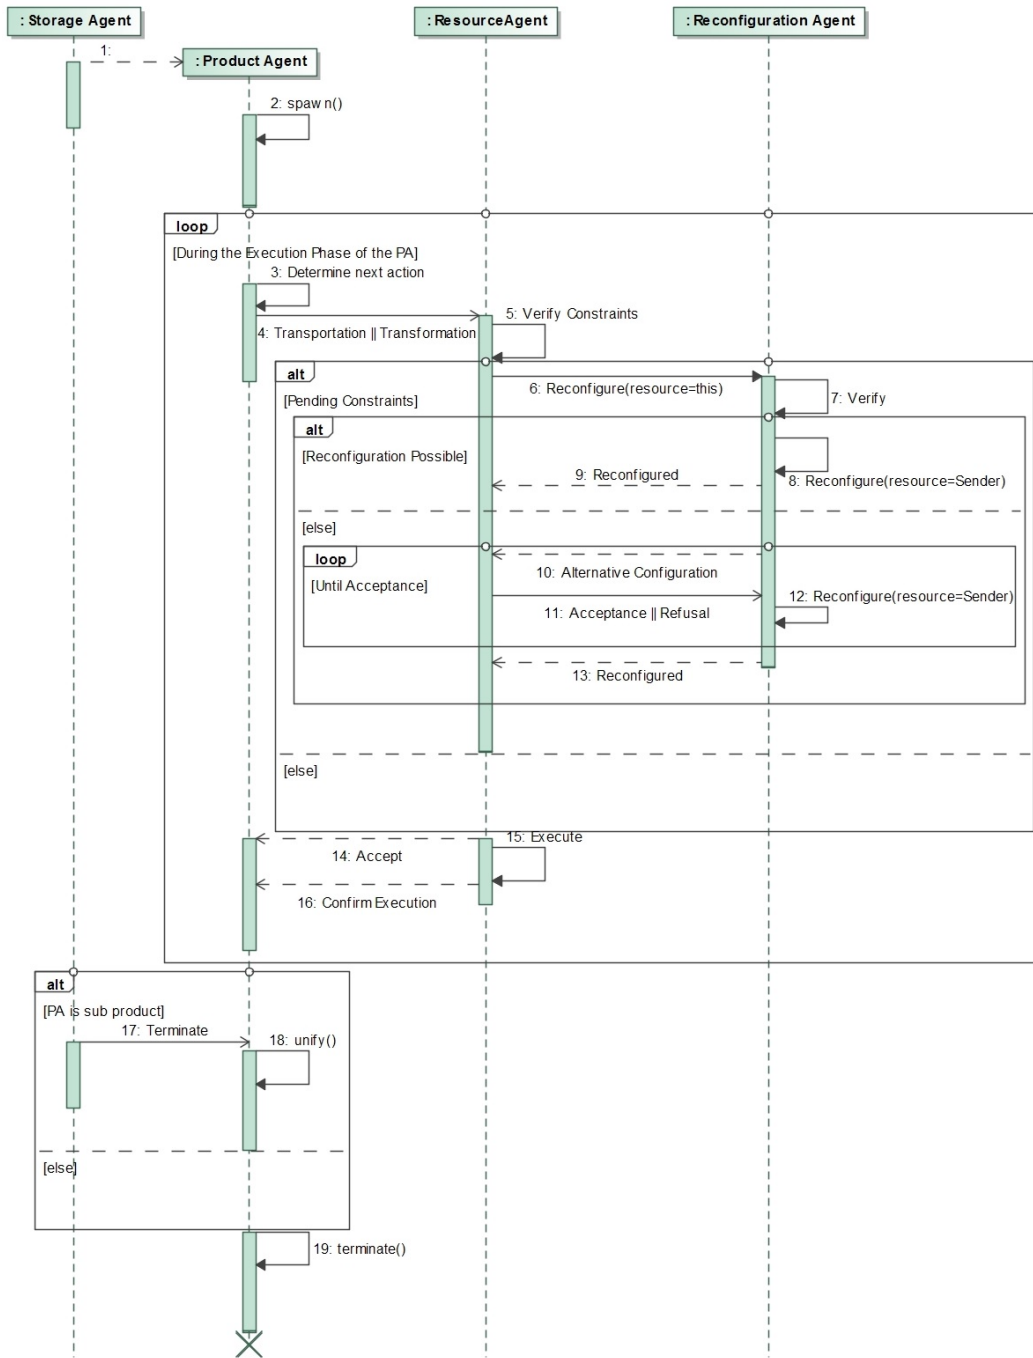 : Storage Agent
: ResourceAgent
: Reconfiguration Agent
1:
: Product Agent
2: spawn()
loop
[During the Execution Phase of the PA]
3: Determine next action
4: Transportation || Transformation
5: Verify Constraints
alt
[Pending Constraints]
6: Reconfigure(resource=this)
7: Verify
alt
[Reconfiguration Possible]
8: Reconfigure(resource=Sender)
9: Reconfigured
[else]
loop
[Until Acceptance]
10: Alternative Configuration
11: Acceptance || Refusal
12: Reconfigure(resource=Sender)
13: Reconfigured
[else]
15: Execute
14: Accept
16: Confirm Execution
alt
[PA is sub product]
17: Terminate
18: unify()
[else]
19: terminate()